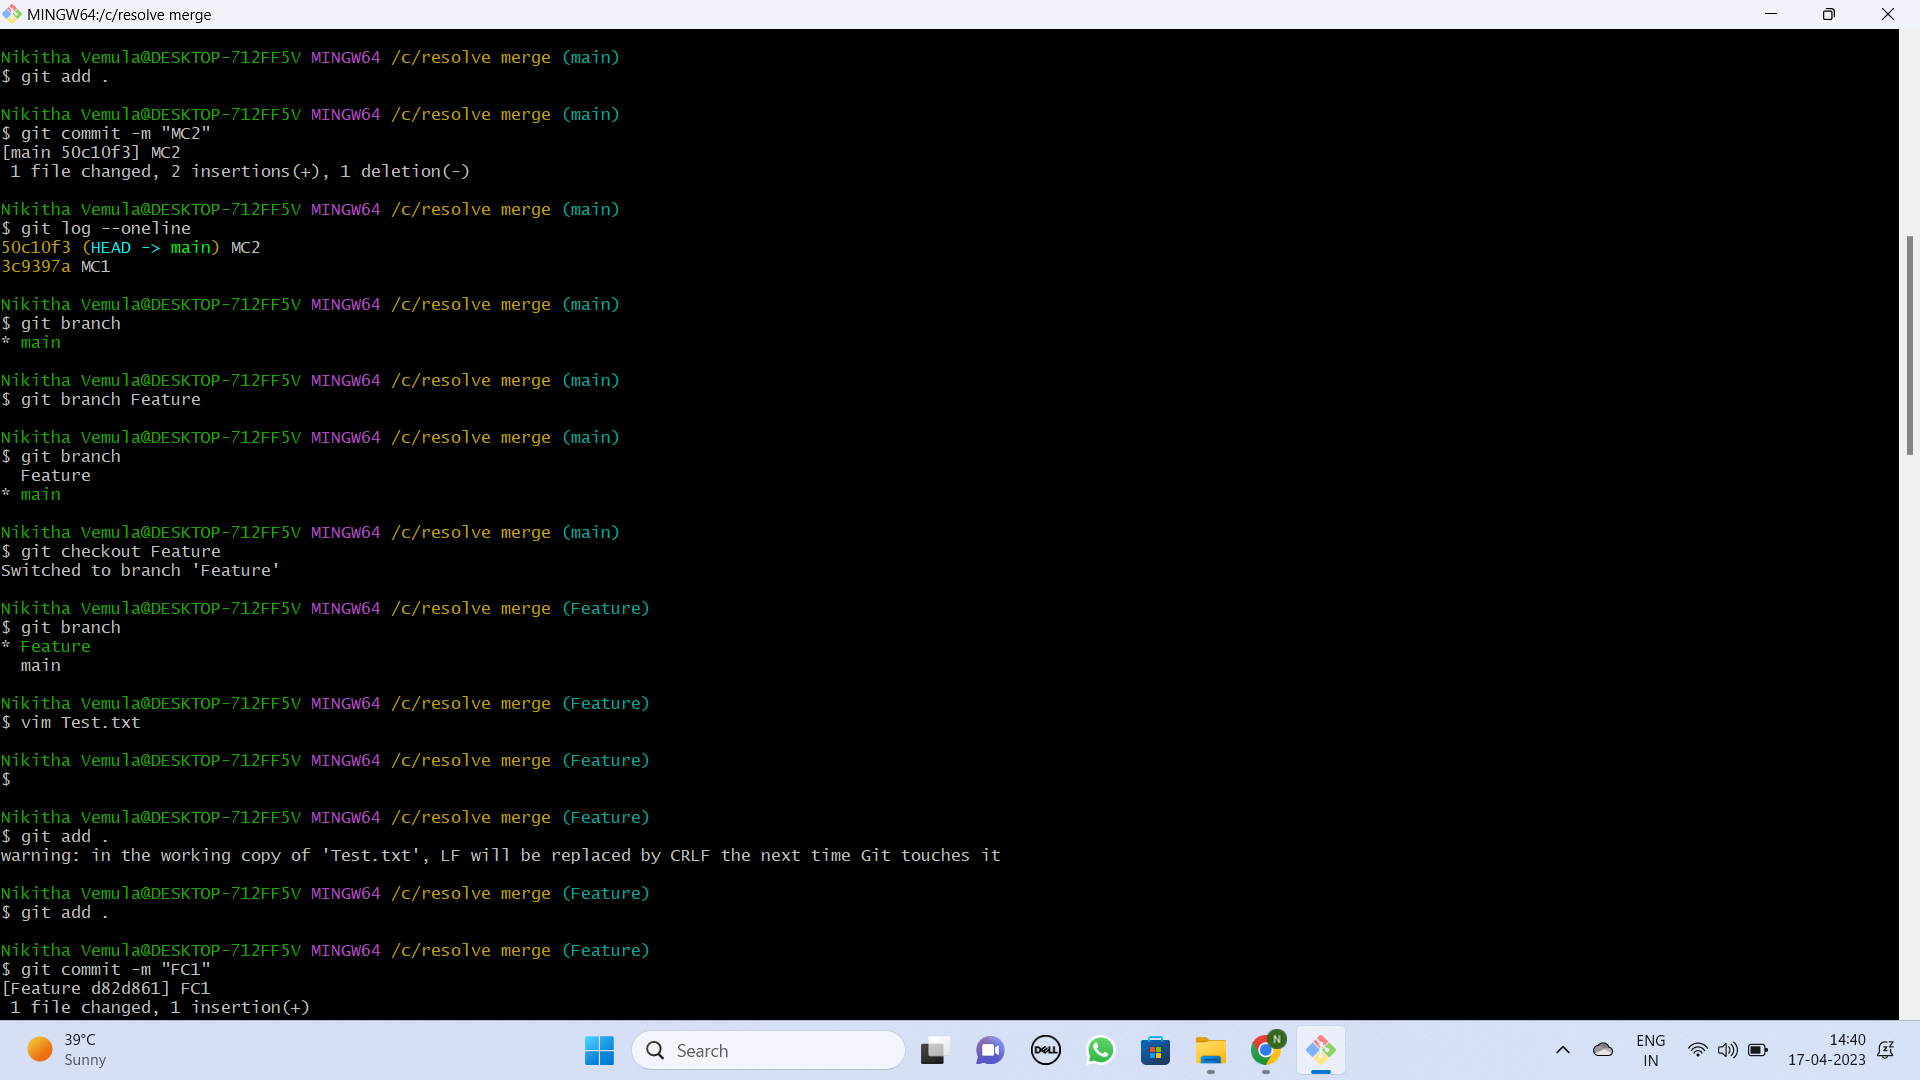 MINGW64:/c/resolve merge
Nikitha Vemula@DESKTOP-712FF5V MINGW64 /c/resolve merge (main)
$ git add .
Nikitha Vemula@DESKTOP-712FF5V MINGW64 /c/resolve merge (main)
$ git commit -m "MC2"
[main 50c10f3] MC2
 1 file changed, 2 insertions(+), 1 deletion(-)
Nikitha Vemula@DESKTOP-712FF5V MINGW64 /c/resolve merge (main)
$ git log --oneline
50c10f3 (HEAD -> main) MC2
3c9397a MC1
Nikitha Vemula@DESKTOP-712FF5V MINGW64 /c/resolve merge (main)
$ git branch
* main
Nikitha Vemula@DESKTOP-712FF5V MINGW64 /c/resolve merge (main)
$ git branch Feature
Nikitha Vemula@DESKTOP-712FF5V MINGW64 /c/resolve merge (main)
$ git branch
  Feature
* main
Nikitha Vemula@DESKTOP-712FF5V MINGW64 /c/resolve merge (main)
$ git checkout Feature
Switched to branch 'Feature'
Nikitha Vemula@DESKTOP-712FF5V MINGW64 /c/resolve merge (Feature)
$ git branch
* Feature
  main
Nikitha Vemula@DESKTOP-712FF5V MINGW64 /c/resolve merge (Feature)
$ vim Test.txt
Nikitha Vemula@DESKTOP-712FF5V MINGW64 /c/resolve merge (Feature)
$
Nikitha Vemula@DESKTOP-712FF5V MINGW64 /c/resolve merge (Feature)
$ git add .
warning: in the working copy of 'Test.txt', LF will be replaced by CRLF the next time Git touches it
Nikitha Vemula@DESKTOP-712FF5V MINGW64 /c/resolve merge (Feature)
$ git add .
Nikitha Vemula@DESKTOP-712FF5V MINGW64 /c/resolve merge (Feature)
$ git commit -m "FC1"
[Feature d82d861] FC1
 1 file changed, 1 insertion(+)
39°C
Sunny
Search
DELL
N
ENG
IN
14:40
17-04-2023